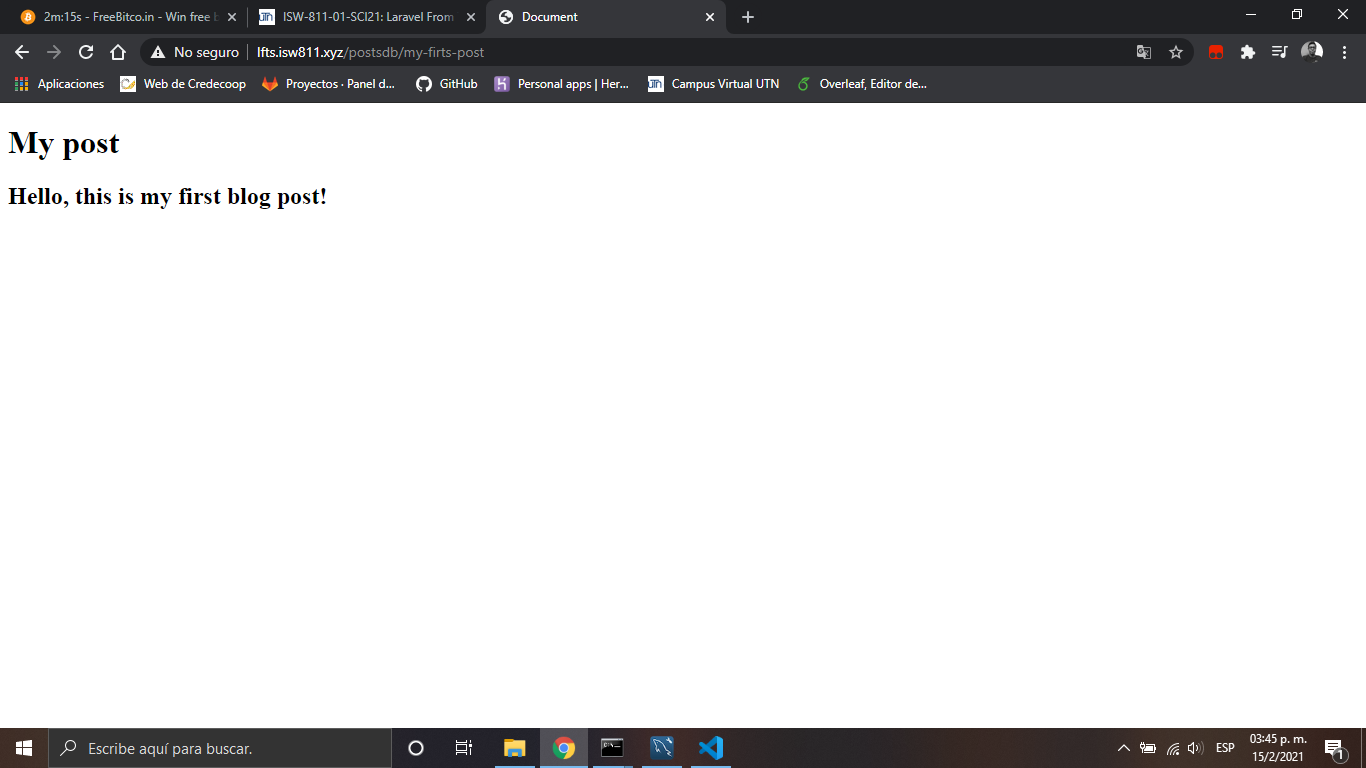 2m:15s - FreeBitco.in - Win free b
ISW-811-01-SCI21: Laravel From
Document
No seguro
lfts.isw811.xyz/postsdb/my-firts-post
Aplicaciones
Web de Credecoop
Proyectos · Panel d...
GitHub
Personal apps | Her...
Campus Virtual UTN
Overleaf, Editor de...
My post
Hello, this is my first blog post!
Escribe aquí para buscar.
ESP
03:45 p. m.
15/2/2021
1